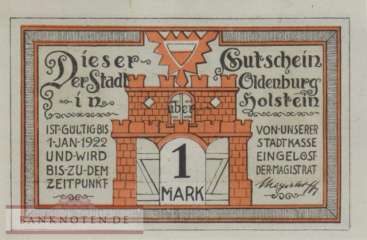 Dieser Gutschein
Der Stadt Oldenburg
in Holstein
über
1
MARK
IST GÜLTIG BIS
1·JAN·1922
UND WIRD
BIS·ZU·DEM
ZEITPUNKT·
VON·UNSERER
STADTKASSE
EINGELÖST
·DER·MAGISTRAT
BANKNOTEN.DE